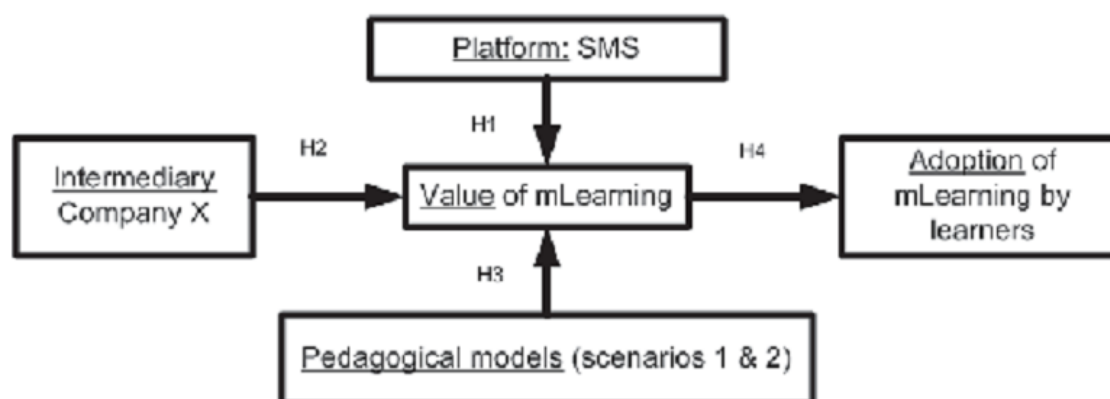 Platform: SMS
H1
H2
H4
Intermediary
Company X
Value of mLearning
Adoption of
mLearning by
learners
H3
Pedagogical models (scenarios 1 & 2)